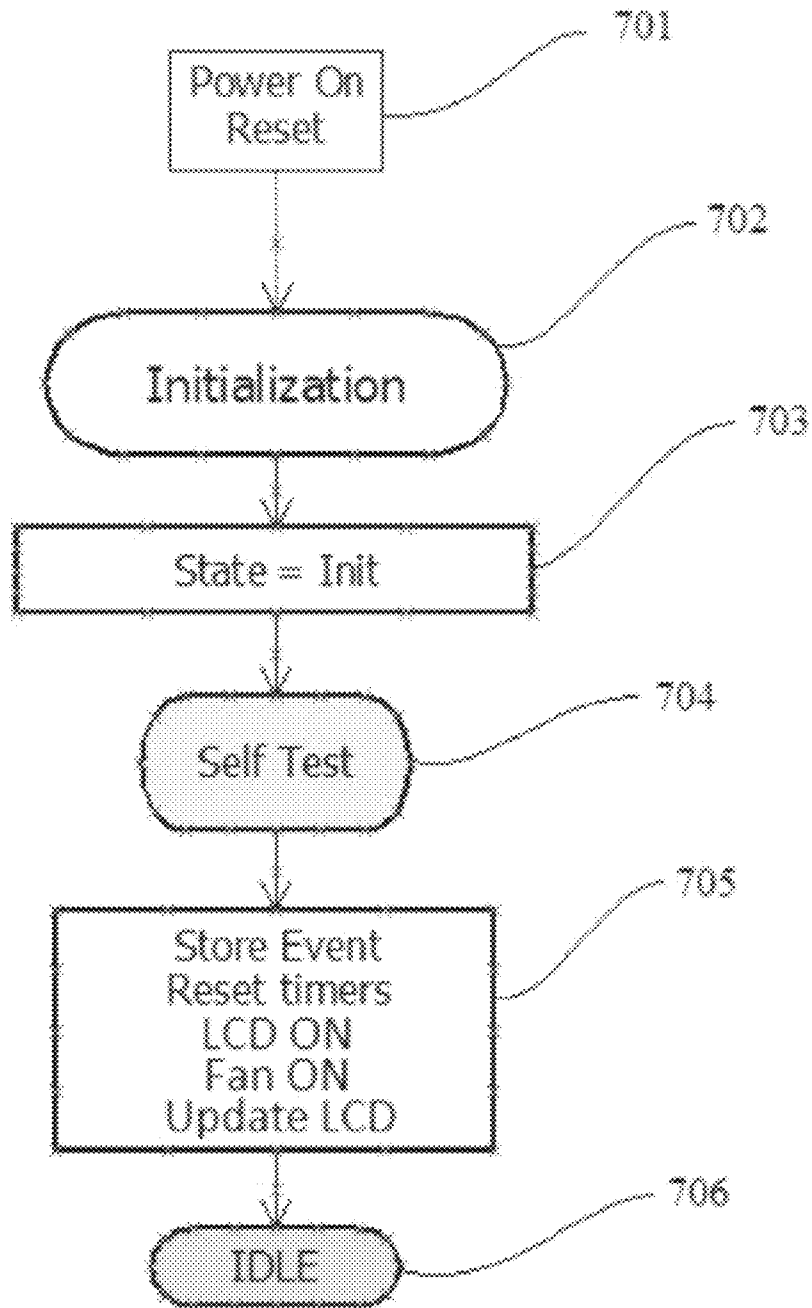 701
Power On
Reset
702
Initialization
703
State = Init
704
Self Test
705
Store Event
Reset timers
LCD ON
Fan ON
Update LCD
706
IDLE